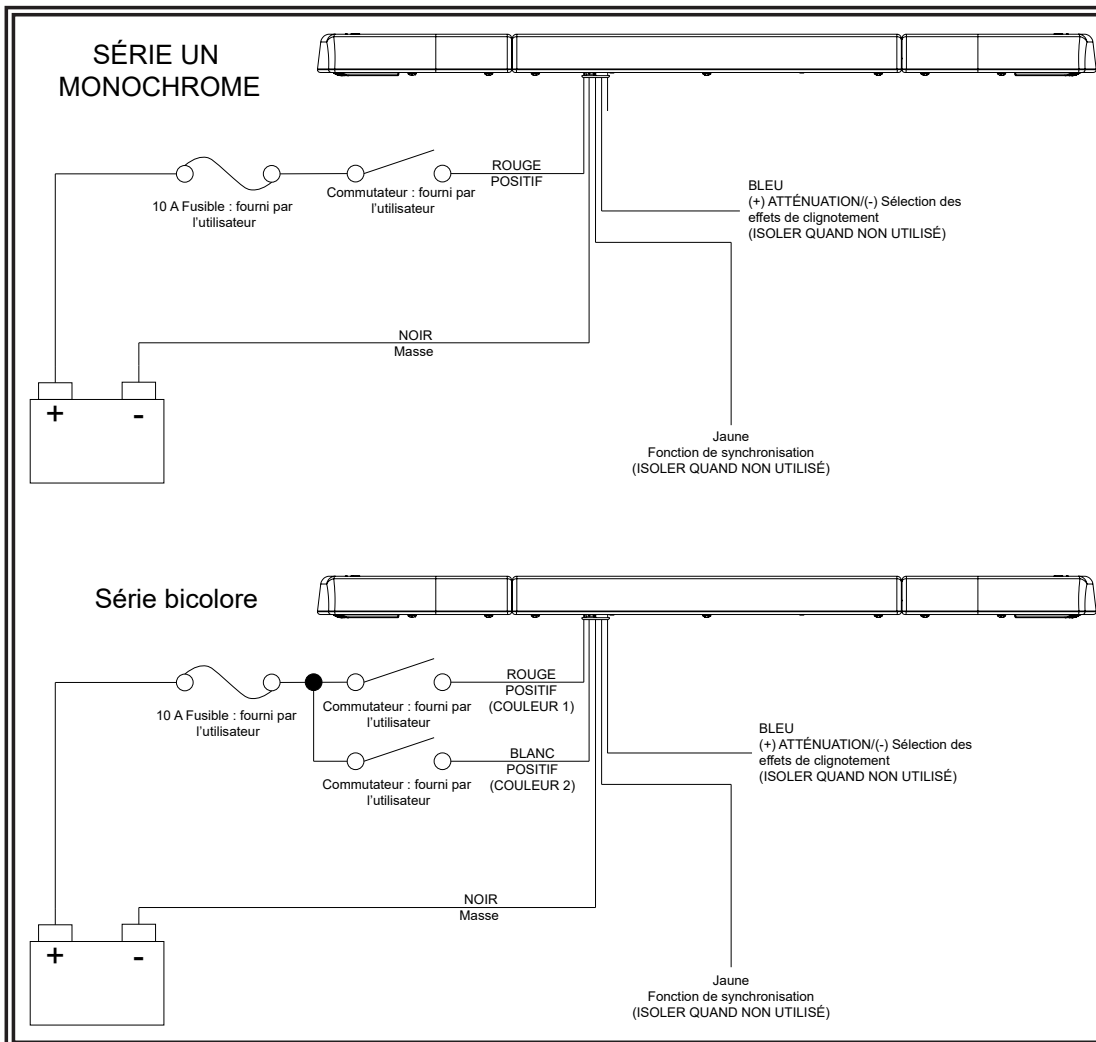 SÉRIE UN
MONOCHROME
ROUGE
POSITIF
10 A Fusible : fourni par
l'utilisateur
Commutateur : fourni par
l'utilisateur
BLEU
(+) ATTÉNUATION/(-) Sélection des
effets de clignotement
(ISOLER QUAND NON UTILISÉ)
NOIR
Masse
+ -
Jaune
Fonction de synchronisation
(ISOLER QUAND NON UTILISÉ)
Série bicolore
ROUGE
POSITIF
(COULEUR 1)
10 A Fusible : fourni par
l'utilisateur
Commutateur : fourni par
l'utilisateur
BLANC
POSITIF
(COULEUR 2)
Commutateur : fourni par
l'utilisateur
BLEU
(+) ATTÉNUATION/(-) Sélection des
effets de clignotement
(ISOLER QUAND NON UTILISÉ)
NOIR
Masse
+ -
Jaune
Fonction de synchronisation
(ISOLER QUAND NON UTILISÉ)